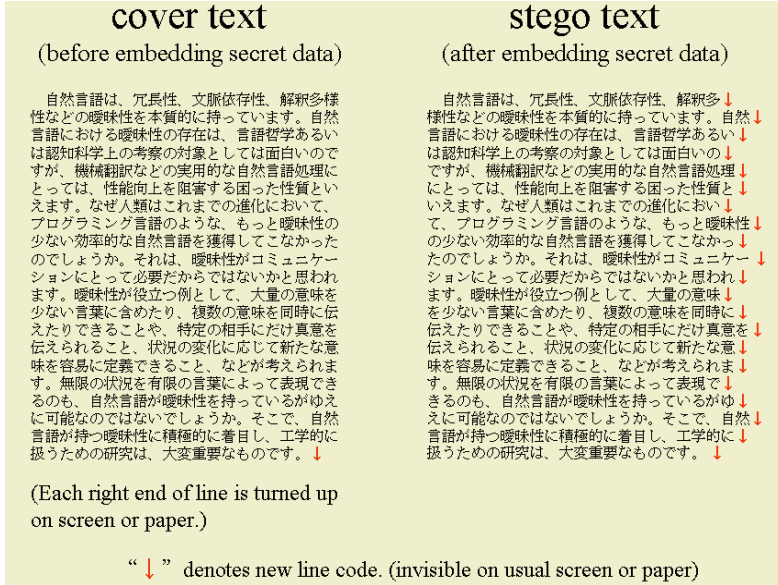 cover text
(before embedding secret data)
自然言語は、冗長性、文脈依存性、解釈多様
性などの曖昧性を本質的に持っています。自然
言語における曖昧性の存在は、言語哲学あるい
は認知科学上の考察の対象としては面白いので
すが、機械翻訳などの実用的な自然言語処理に
とっては、性能向上を阻害する困った性質とい
えます。なぜ人類はこれまでの進化において、
プログラミング言語のような、もっと曖昧性の
少ない効率的な自然言語を獲得してこなかった
のでしょうか。それは、曖昧性がコミュニケー
ションにとって必要だからではないかと思われ
ます。曖昧性が役立つ例として、大量の意味を
少ない言葉に含めたり、複数の意味を同時に伝
えたりできることや、特定の相手にだけ真意を
伝えられること、状況の変化に応じて新たな意
味を容易に定義できること、などが考えられま
す。無限の状況を有限の言葉によって表現でき
るのも、自然言語が曖昧性を持っているがゆえ
に可能なのではないでしょうか。そこで、自然
言語が持つ曖昧性に積極的に着目し、工学的に
扱うための研究は、大変重要なものです。↓
(Each right end of line is turned up
on screen or paper.)
stego text
(after embedding secret data)
自然言語は、冗長性、文脈依存性、解釈多↓
様性などの曖昧性を本質的に持っています。自然↓
言語における曖昧性の存在は、言語哲学あるい↓
は認知科学上の考察の対象としては面白いの↓
ですが、機械翻訳などの実用的な自然言語処理↓
にとっては、性能向上を阻害する困った性質と↓
いえます。なぜ人類はこれまでの進化におい↓
て、プログラミング言語のような、もっと曖昧性↓
の少ない効率的な自然言語を獲得してこなかっ↓
たのでしょうか。それは、曖昧性がコミュニケー↓
ションにとって必要だからではないかと思われ↓
ます。曖昧性が役立つ例として、大量の意味↓
を少ない言葉に含めたり、複数の意味を同時に↓
伝えたりできることや、特定の相手にだけ真意を↓
伝えられること、状況の変化に応じて新たな意↓
味を容易に定義できること、などが考えられま↓
す。無限の状況を有限の言葉によって表現で↓
きるのも、自然言語が曖昧性を持っているがゆ↓
えに可能なのではないでしょうか。そこで、自然↓
言語が持つ曖昧性に積極的に着目し、工学的に↓
扱うための研究は、大変重要なものです。↓
“↓” denotes new line code. (invisible on usual screen or paper)